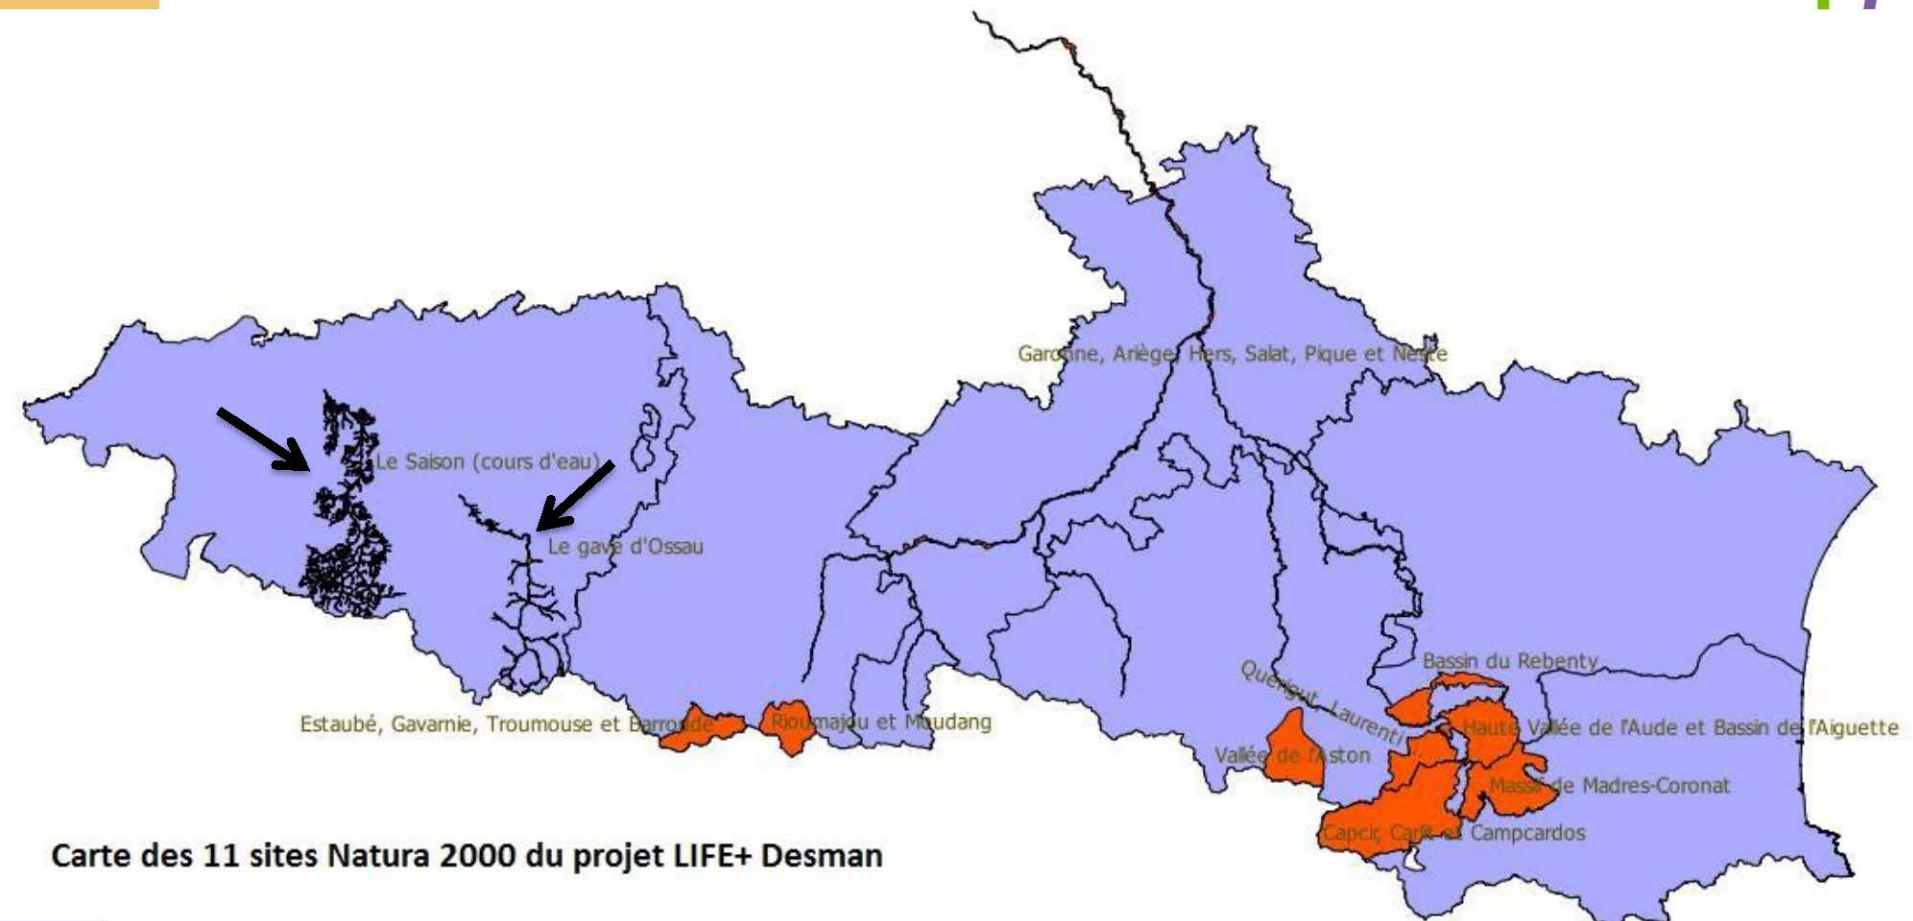 Garonne, Ariège, Hers, Salat, Pique et Neste
Le Saison (cours d'eau)
Le gave d'Ossau
Bassin du Rebenty
Quérigut, Laurenti...
Estaubé, Gavarnie, Troumouse et Barroude
Rioumajou et Moudang
Haute Vallée de l'Aude et Bassin de l'Aiguette
Vallée de l'Aston
Massif de Madres-Coronat
Capcir, Carlit et Campcardos
Carte des 11 sites Natura 2000 du projet LIFE+ Desman